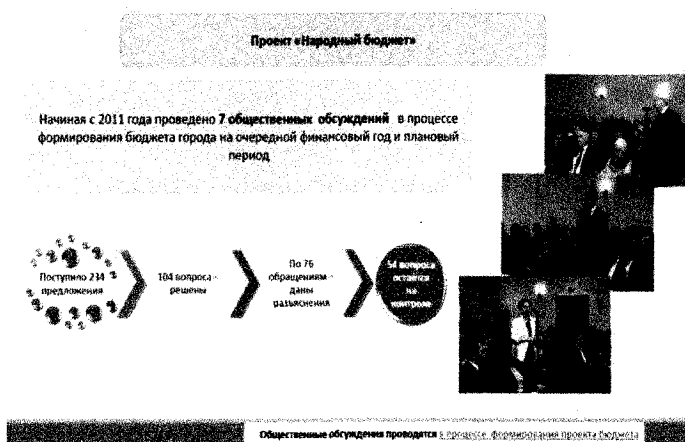 Проект «Народный бюджет»
Начиная с 2011 года проведено 7 общественных обсуждений в процессе
формирования бюджета города на очередной финансовый год и плановый
период
Поступило 234
предложения
104 вопроса -
решены
По 76
обращениям -
даны
разъяснения
54 вопроса
остаются
на
контроле
Общественные обсуждения проводятся в процессе формирования проекта бюджета